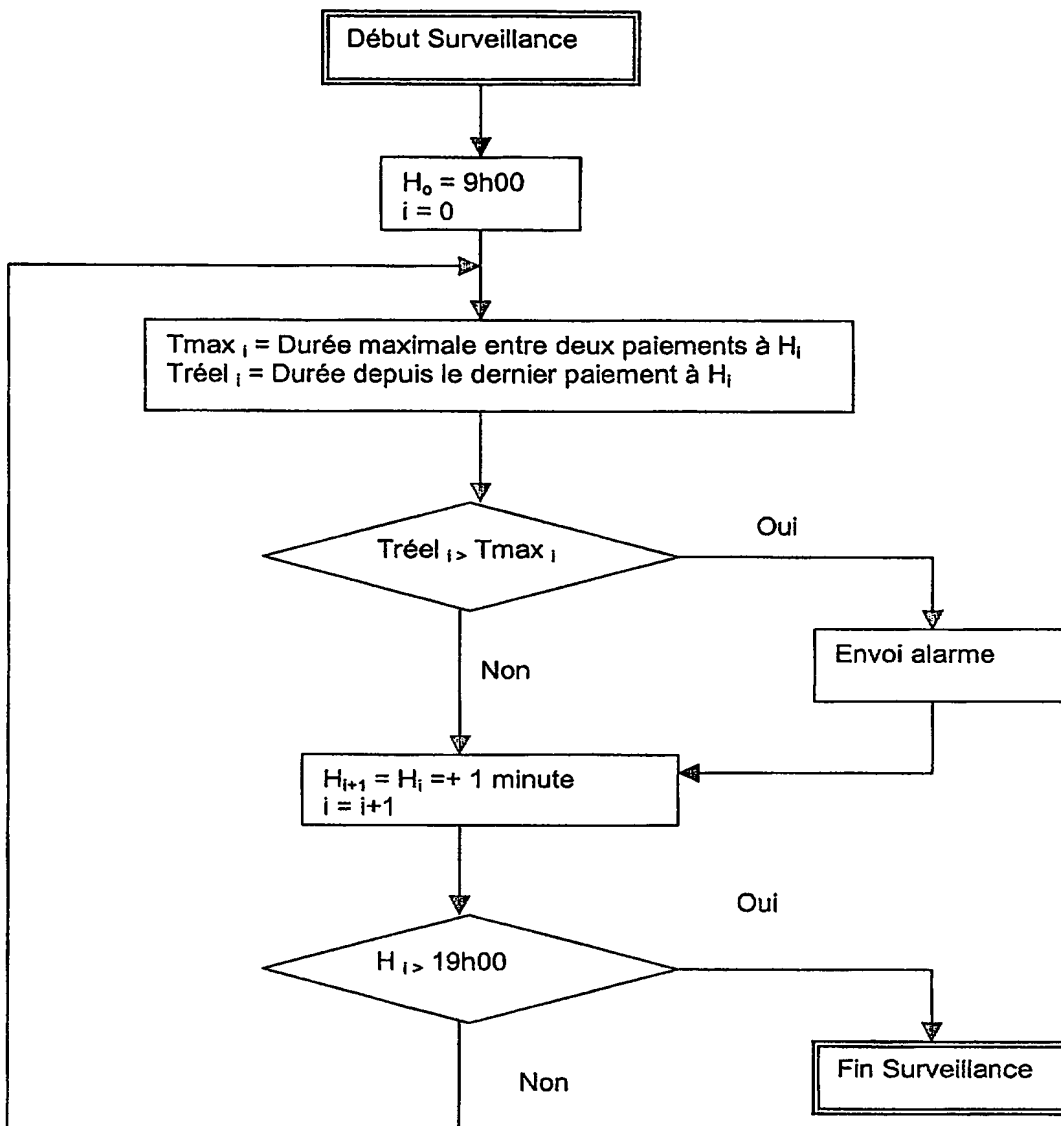 Début Surveillance
Hₒ = 9h00
i = 0
Tmax ᵢ = Durée maximale entre deux paiements à Hᵢ
Tréel ᵢ = Durée depuis le dernier paiement à Hᵢ
Oui
Tréel ᵢ > Tmax ᵢ
Envoi alarme
Non
Hᵢ₊₁ = Hᵢ =+ 1 minute
i = i+1
Oui
H ᵢ > 19h00
Fin Surveillance
Non